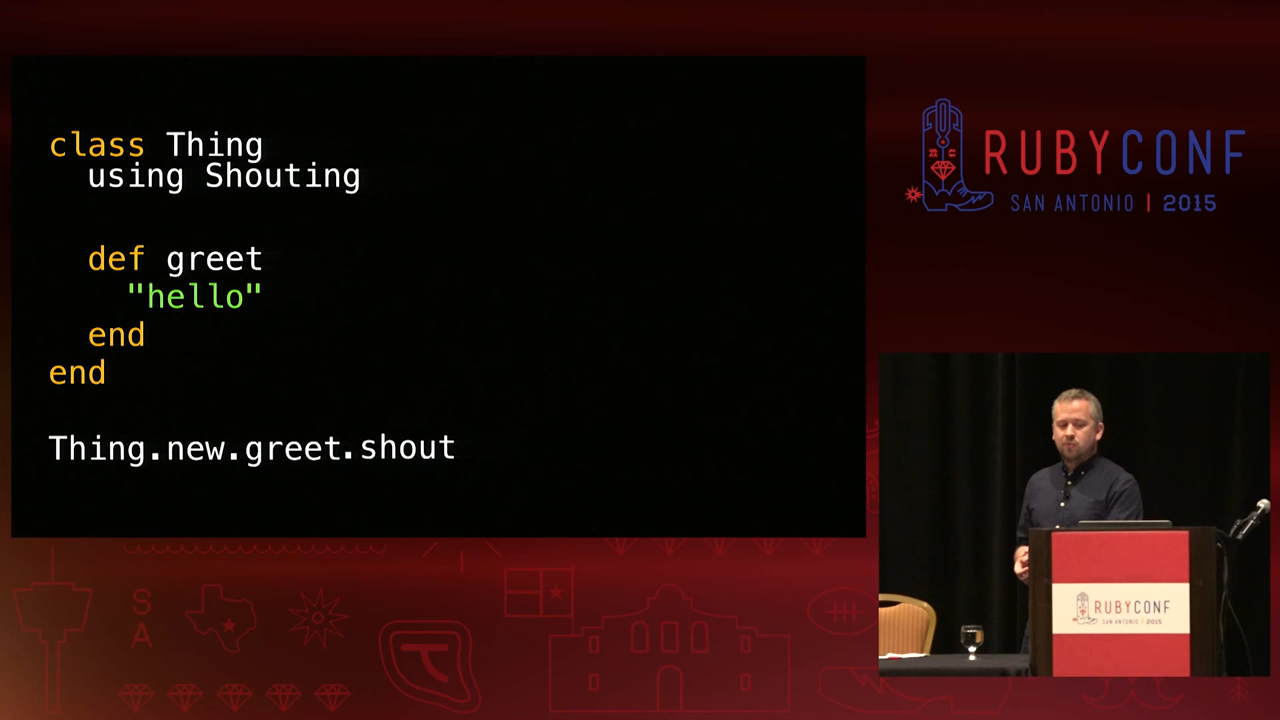 class Thing
  using Shouting
  def greet
    "hello"
  end
end
Thing.new.greet.shout
RUBYCONF
SAN ANTONIO | 2015
RUBYCONF
SAN ANTONIO | 2015
S
A